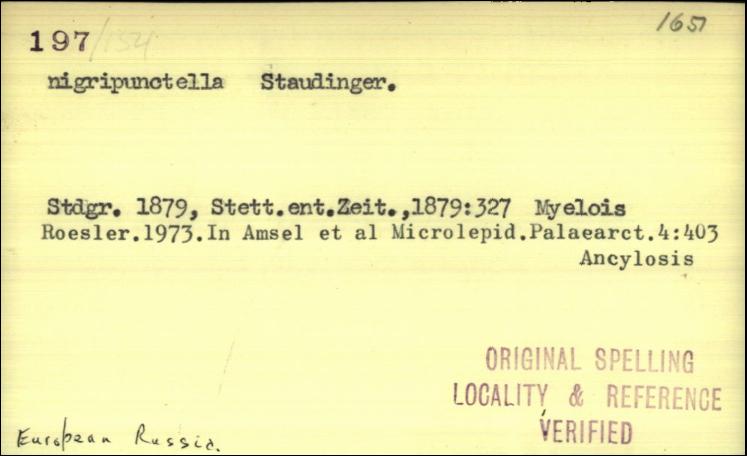 1651
197
nigripunctella Staudinger.
Stdgr. 1879, Stett.ent.Zeit.,1879:327 Myelois
Roesler.1973.In Amsel et al Microlepid.Palaearct.4:403
Ancylosis
ORIGINAL SPELLING
LOCALITY & REFERENCE
VERIFIED
European Russia.